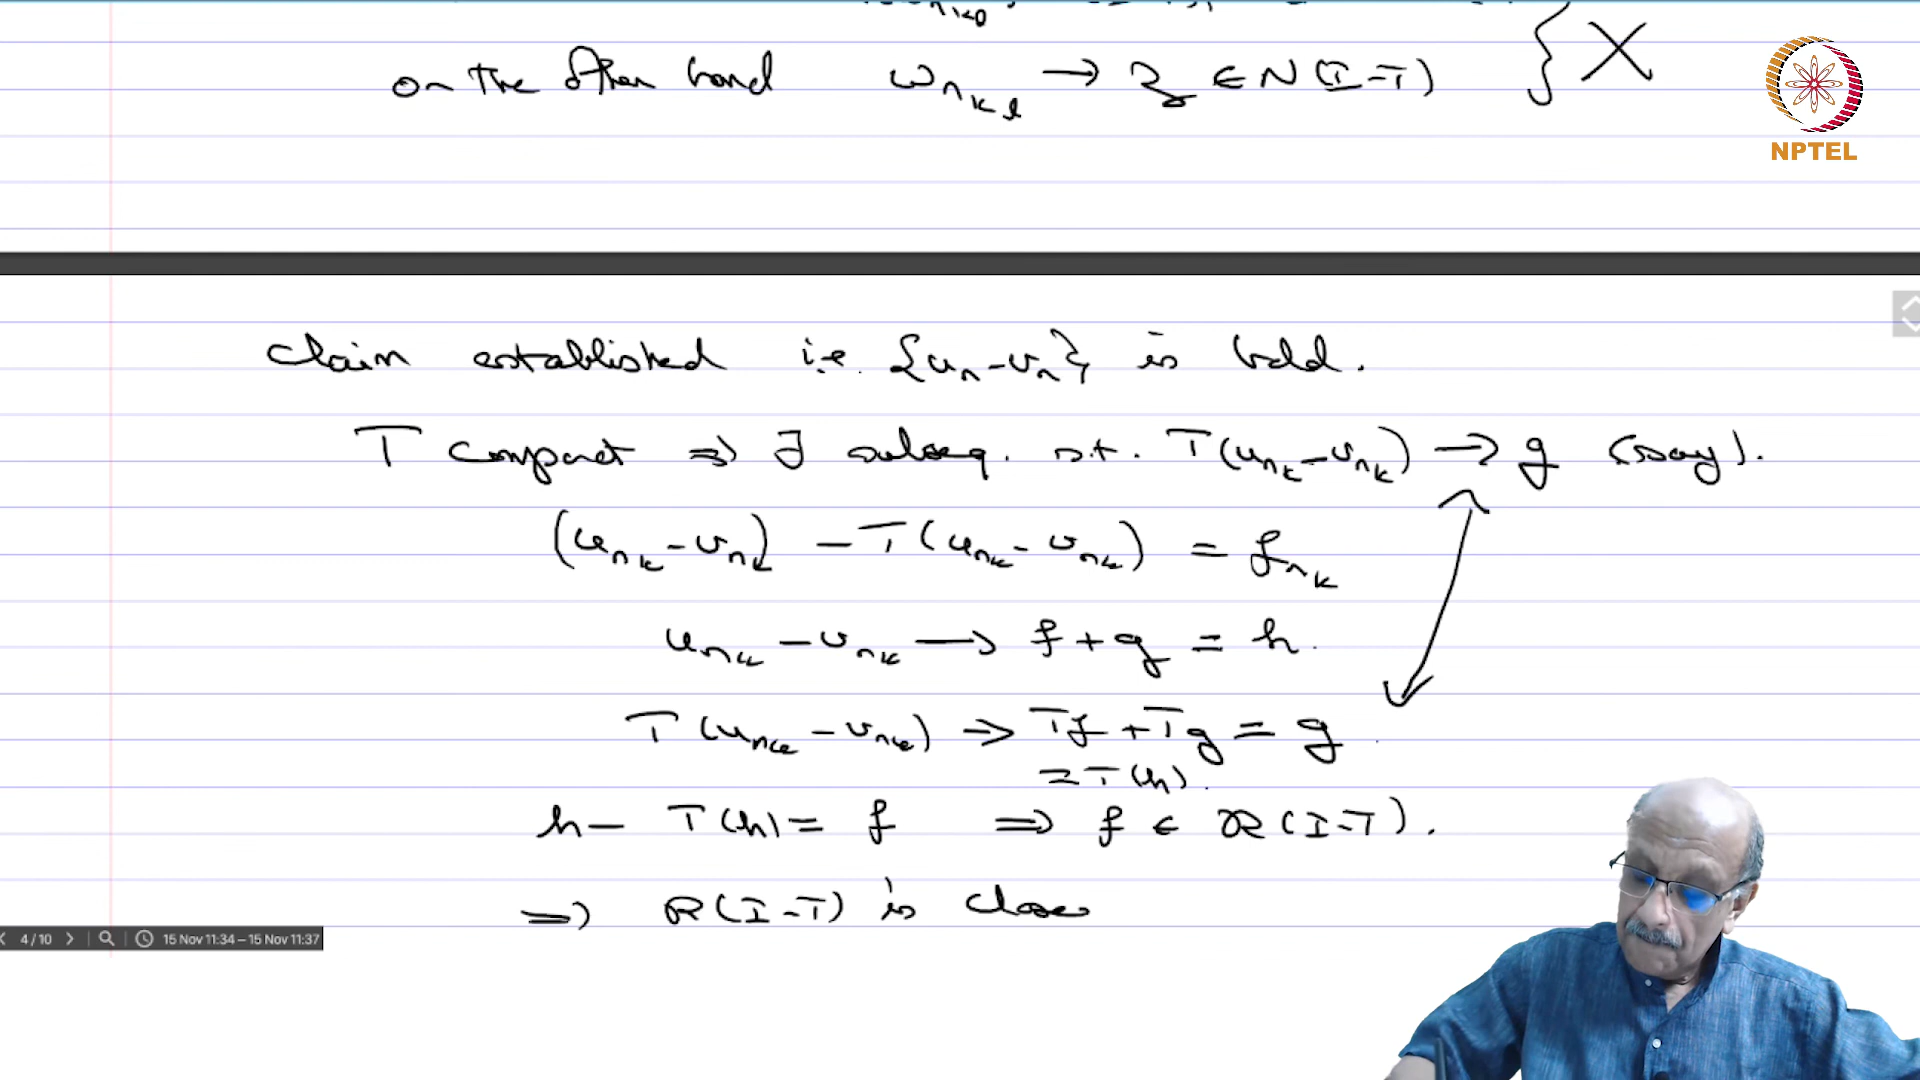 on the other hand w_{n_{k_l}} → z ∈ N(I-T) } X
NPTEL
Claim established i.e. {u_n - v_n} is bdd.
T compact ⇒ ∃ subseq. s.t. T(u_{n_k} - v_{n_k}) → g (say).
(u_{n_k} - v_{n_k}) - T(u_{n_k} - v_{n_k}) = f_{n_k}
u_{n_k} - v_{n_k} → f + g = h.
T(u_{n_k} - v_{n_k}) → Tf + Tg = g.
= T(h).
h - T(h) = f ⇒ f ∈ R(I-T).
⇒ R(I-T) is close
4/10 15 Nov 11:34 – 15 Nov 11:37